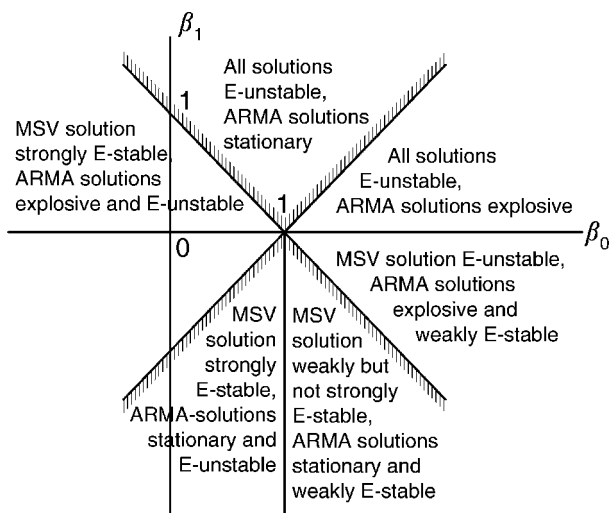 β1
All solutions
E-unstable,
ARMA solutions
stationary
1
MSV solution
strongly E-stable,
ARMA solutions
explosive and E-unstable
All solutions
E-unstable,
ARMA solutions explosive
1
0
β0
MSV solution E-unstable,
ARMA solutions
explosive and
weakly E-stable
MSV
solution
strongly
E-stable,
ARMA-solutions
stationary and
E-unstable
MSV
solution
weakly but
not strongly
E-stable,
ARMA solutions
stationary and
weakly E-stable